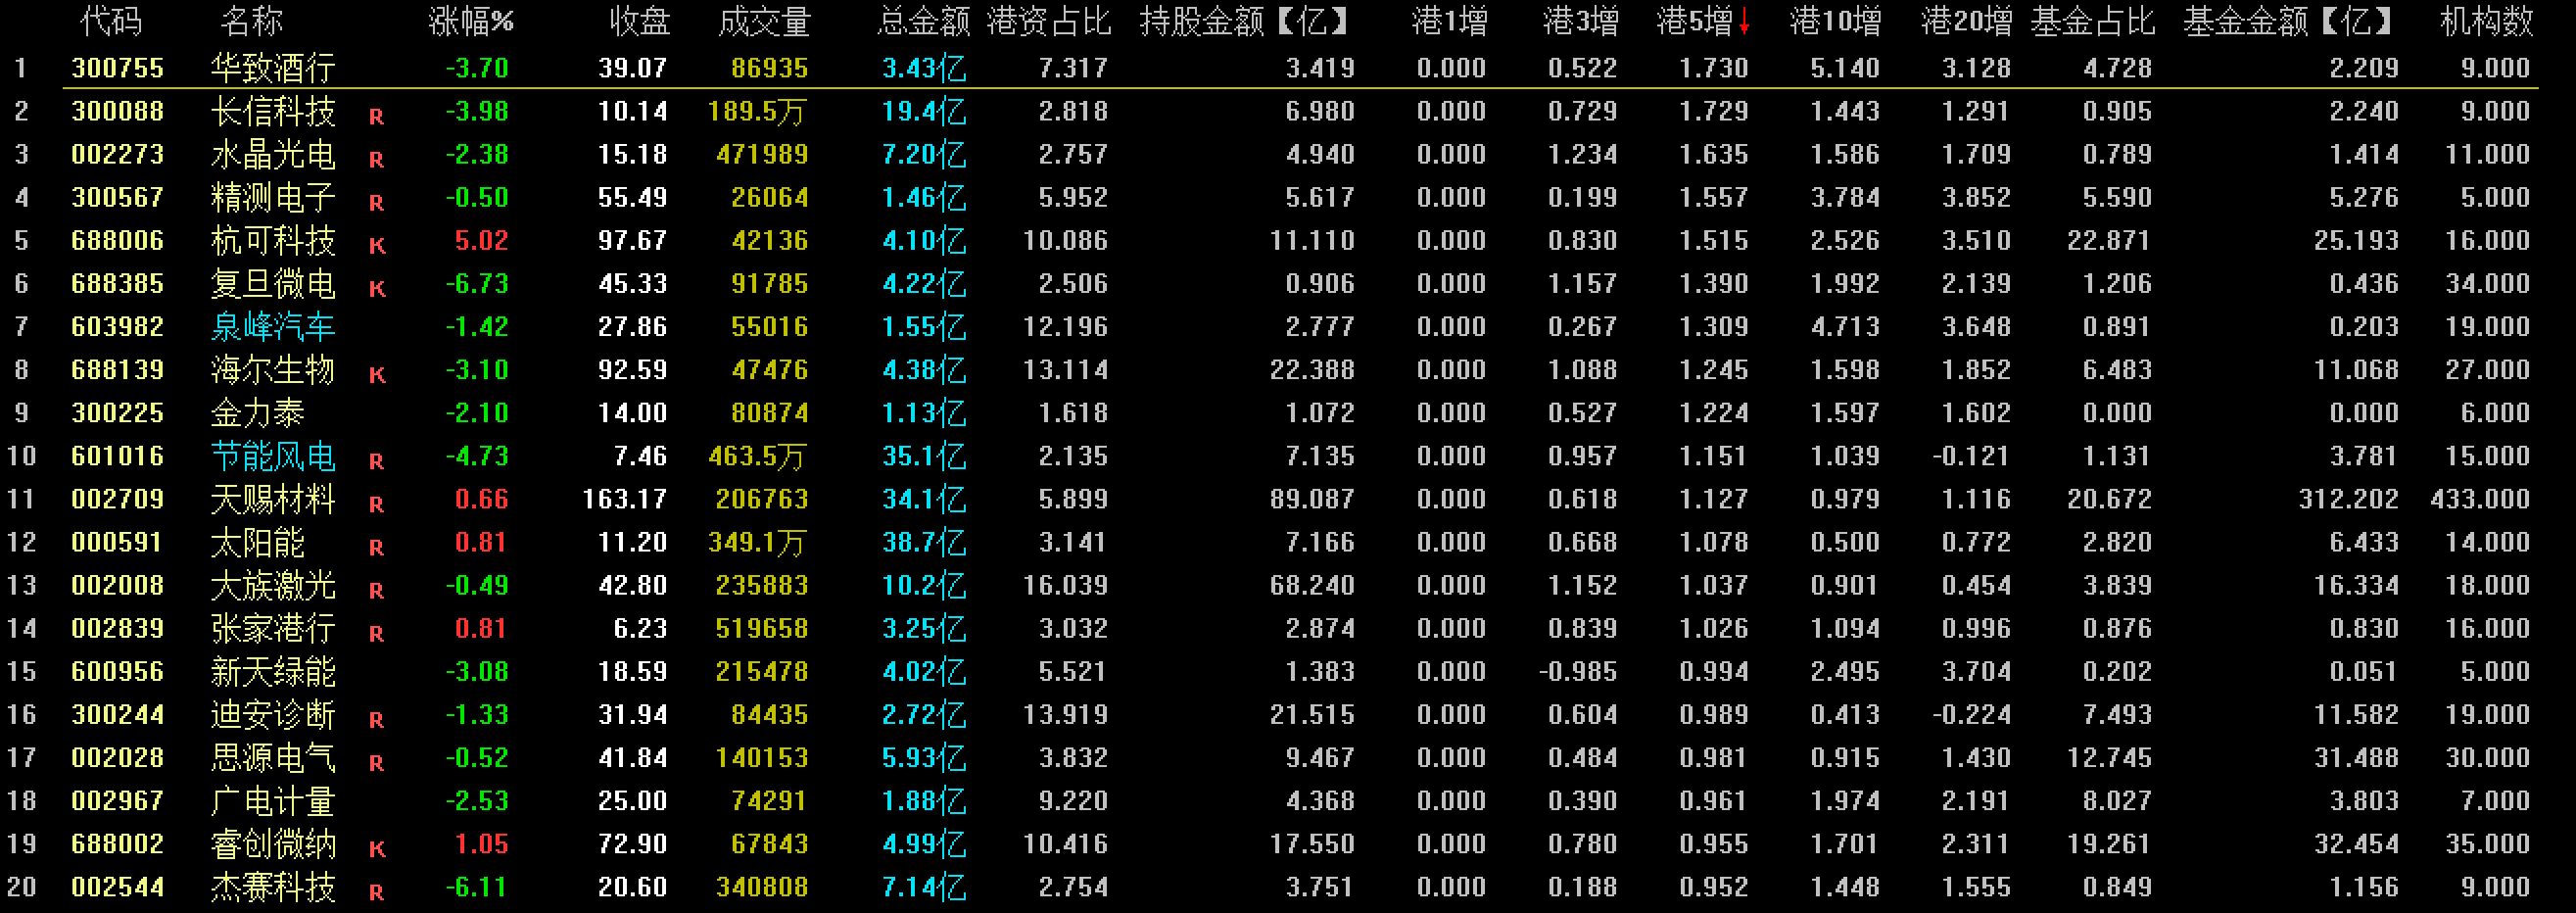 代码 名称 涨幅% 收盘 成交量 总金额 港资占比 持股金额【亿】 港1增 港3增 港5增↓ 港10增 港20增 基金占比 基金金额【亿】 机构数
1 300755 华致酒行 -3.70 39.07 86935 3.43亿 7.317 3.419 0.000 0.522 1.730 5.140 3.128 4.728 2.209 9.000
2 300088 长信科技 R -3.98 10.14 189.5万 19.4亿 2.818 6.980 0.000 0.729 1.729 1.443 1.291 0.905 2.240 9.000
3 002273 水晶光电 R -2.38 15.18 471989 7.20亿 2.757 4.940 0.000 1.234 1.635 1.586 1.709 0.789 1.414 11.000
4 300567 精测电子 R -0.50 55.49 26064 1.46亿 5.952 5.617 0.000 0.199 1.557 3.784 3.852 5.590 5.276 5.000
5 688006 杭可科技 K 5.02 97.67 42136 4.10亿 10.086 11.110 0.000 0.830 1.515 2.526 3.510 22.871 25.193 16.000
6 688385 复旦微电 K -6.73 45.33 91785 4.22亿 2.506 0.906 0.000 1.157 1.390 1.992 2.139 1.206 0.436 34.000
7 603982 泉峰汽车 -1.42 27.86 55016 1.55亿 12.196 2.777 0.000 0.267 1.309 4.713 3.648 0.891 0.203 19.000
8 688139 海尔生物 K -3.10 92.59 47476 4.38亿 13.114 22.388 0.000 1.088 1.245 1.598 1.852 6.483 11.068 27.000
9 300225 金力泰 -2.10 14.00 80874 1.13亿 1.618 1.072 0.000 0.527 1.224 1.597 1.602 0.000 0.000 6.000
10 601016 节能风电 R -4.73 7.46 463.5万 35.1亿 2.135 7.135 0.000 0.957 1.151 1.039 -0.121 1.131 3.781 15.000
11 002709 天赐材料 R 0.66 163.17 206763 34.1亿 5.899 89.087 0.000 0.618 1.127 0.979 1.116 20.672 312.202 433.000
12 000591 太阳能 R 0.81 11.20 349.1万 38.7亿 3.141 7.166 0.000 0.668 1.078 0.500 0.772 2.820 6.433 14.000
13 002008 大族激光 R -0.49 42.80 235883 10.2亿 16.039 68.240 0.000 1.152 1.037 0.901 0.454 3.839 16.334 18.000
14 002839 张家港行 R 0.81 6.23 519658 3.25亿 3.032 2.874 0.000 0.839 1.026 1.094 0.996 0.876 0.830 16.000
15 600956 新天绿能 -3.08 18.59 215478 4.02亿 5.521 1.383 0.000 -0.985 0.994 2.495 3.704 0.202 0.051 5.000
16 300244 迪安诊断 R -1.33 31.94 84435 2.72亿 13.919 21.515 0.000 0.604 0.989 0.413 -0.224 7.493 11.582 19.000
17 002028 思源电气 R -0.52 41.84 140153 5.93亿 3.832 9.467 0.000 0.484 0.981 0.915 1.430 12.745 31.488 30.000
18 002967 广电计量 -2.53 25.00 74291 1.88亿 9.220 4.368 0.000 0.390 0.961 1.974 2.191 8.027 3.803 7.000
19 688002 睿创微纳 K 1.05 72.90 67843 4.99亿 10.416 17.550 0.000 0.780 0.955 1.701 2.311 19.261 32.454 35.000
20 002544 杰赛科技 R -6.11 20.60 340808 7.14亿 2.754 3.751 0.000 0.188 0.952 1.448 1.555 0.849 1.156 9.000